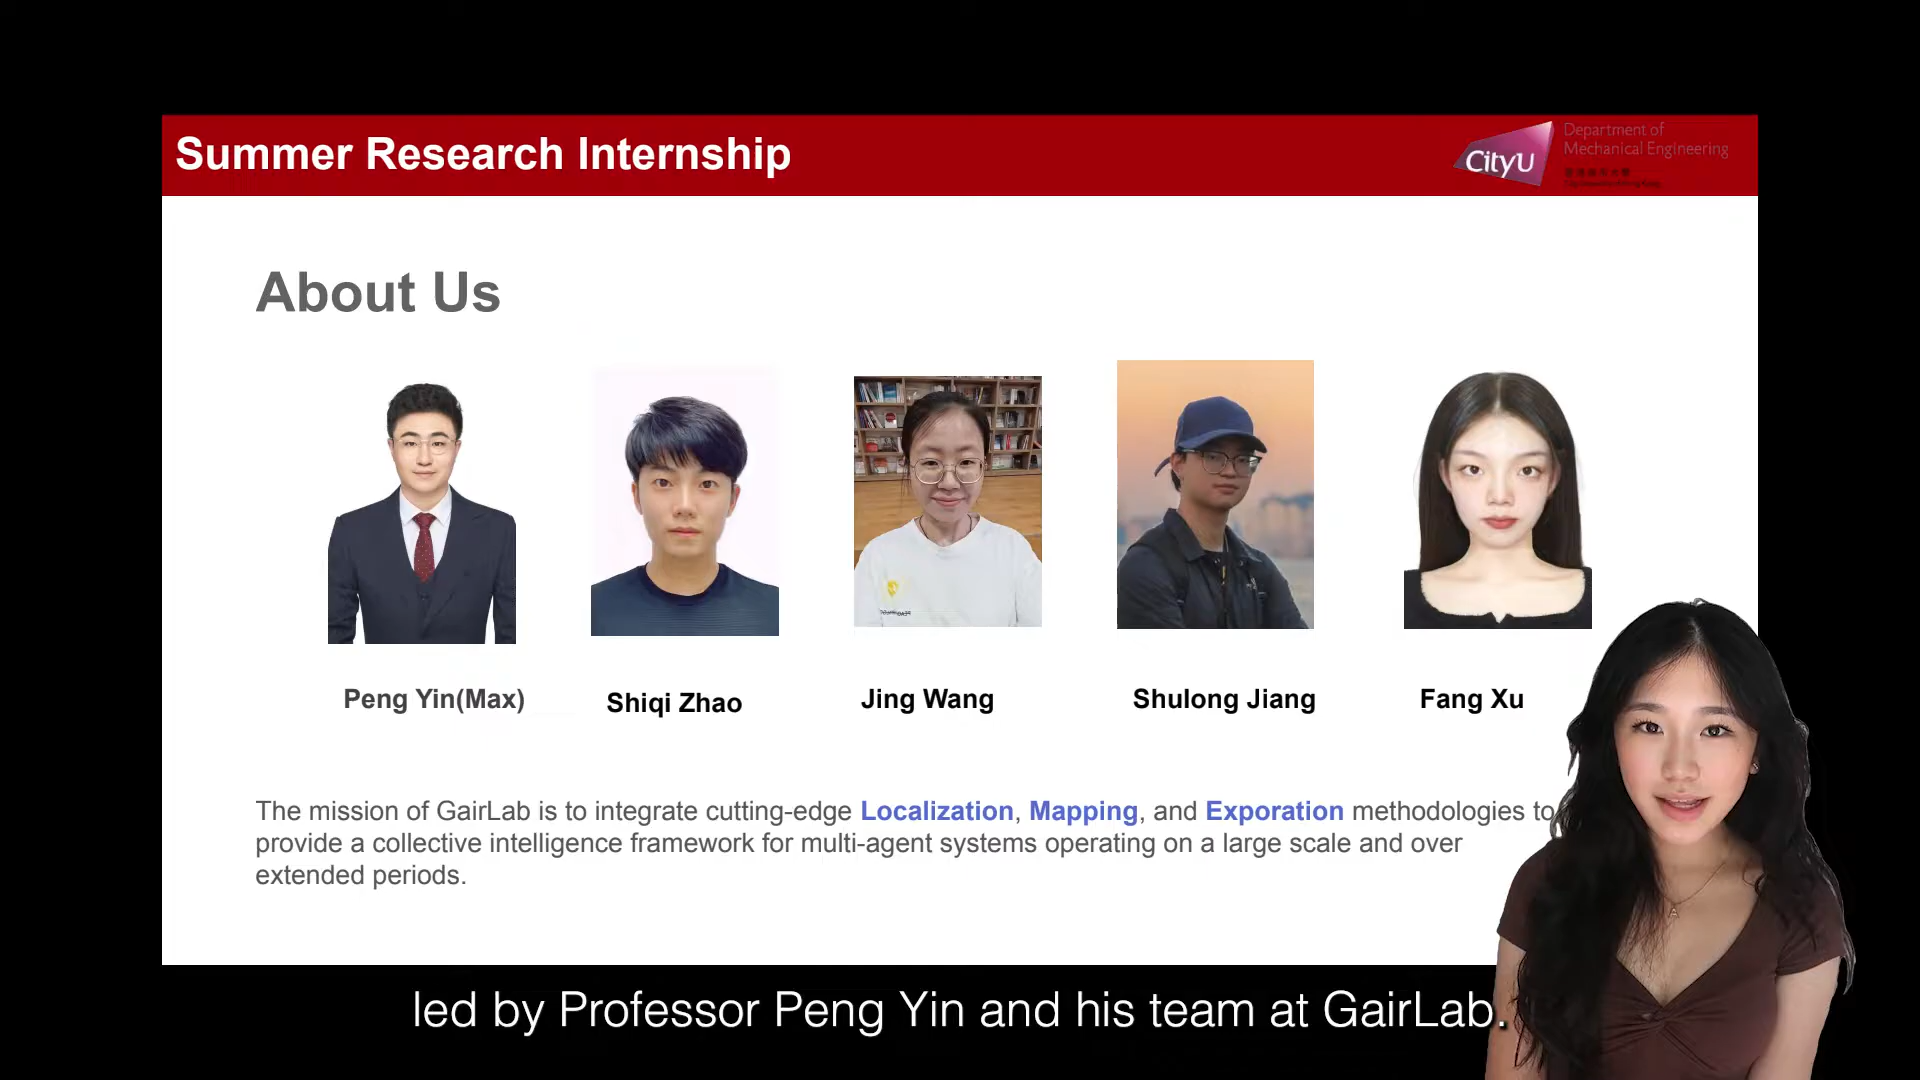 Summer Research Internship
CityU
Department of
Mechanical Engineering
About Us
Peng Yin(Max)
Shiqi Zhao
Jing Wang
Shulong Jiang
Fang Xu
The mission of GairLab is to integrate cutting-edge Localization, Mapping, and Exporation methodologies to
provide a collective intelligence framework for multi-agent systems operating on a large scale and over
extended periods.
led by Professor Peng Yin and his team at GairLab.